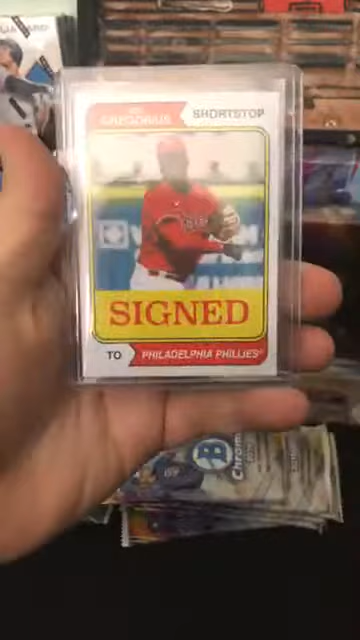 GREGORIUS
SHORTSTOP
SIGNED
TO
PHILADELPHIA PHILLIES®
B
Chrome